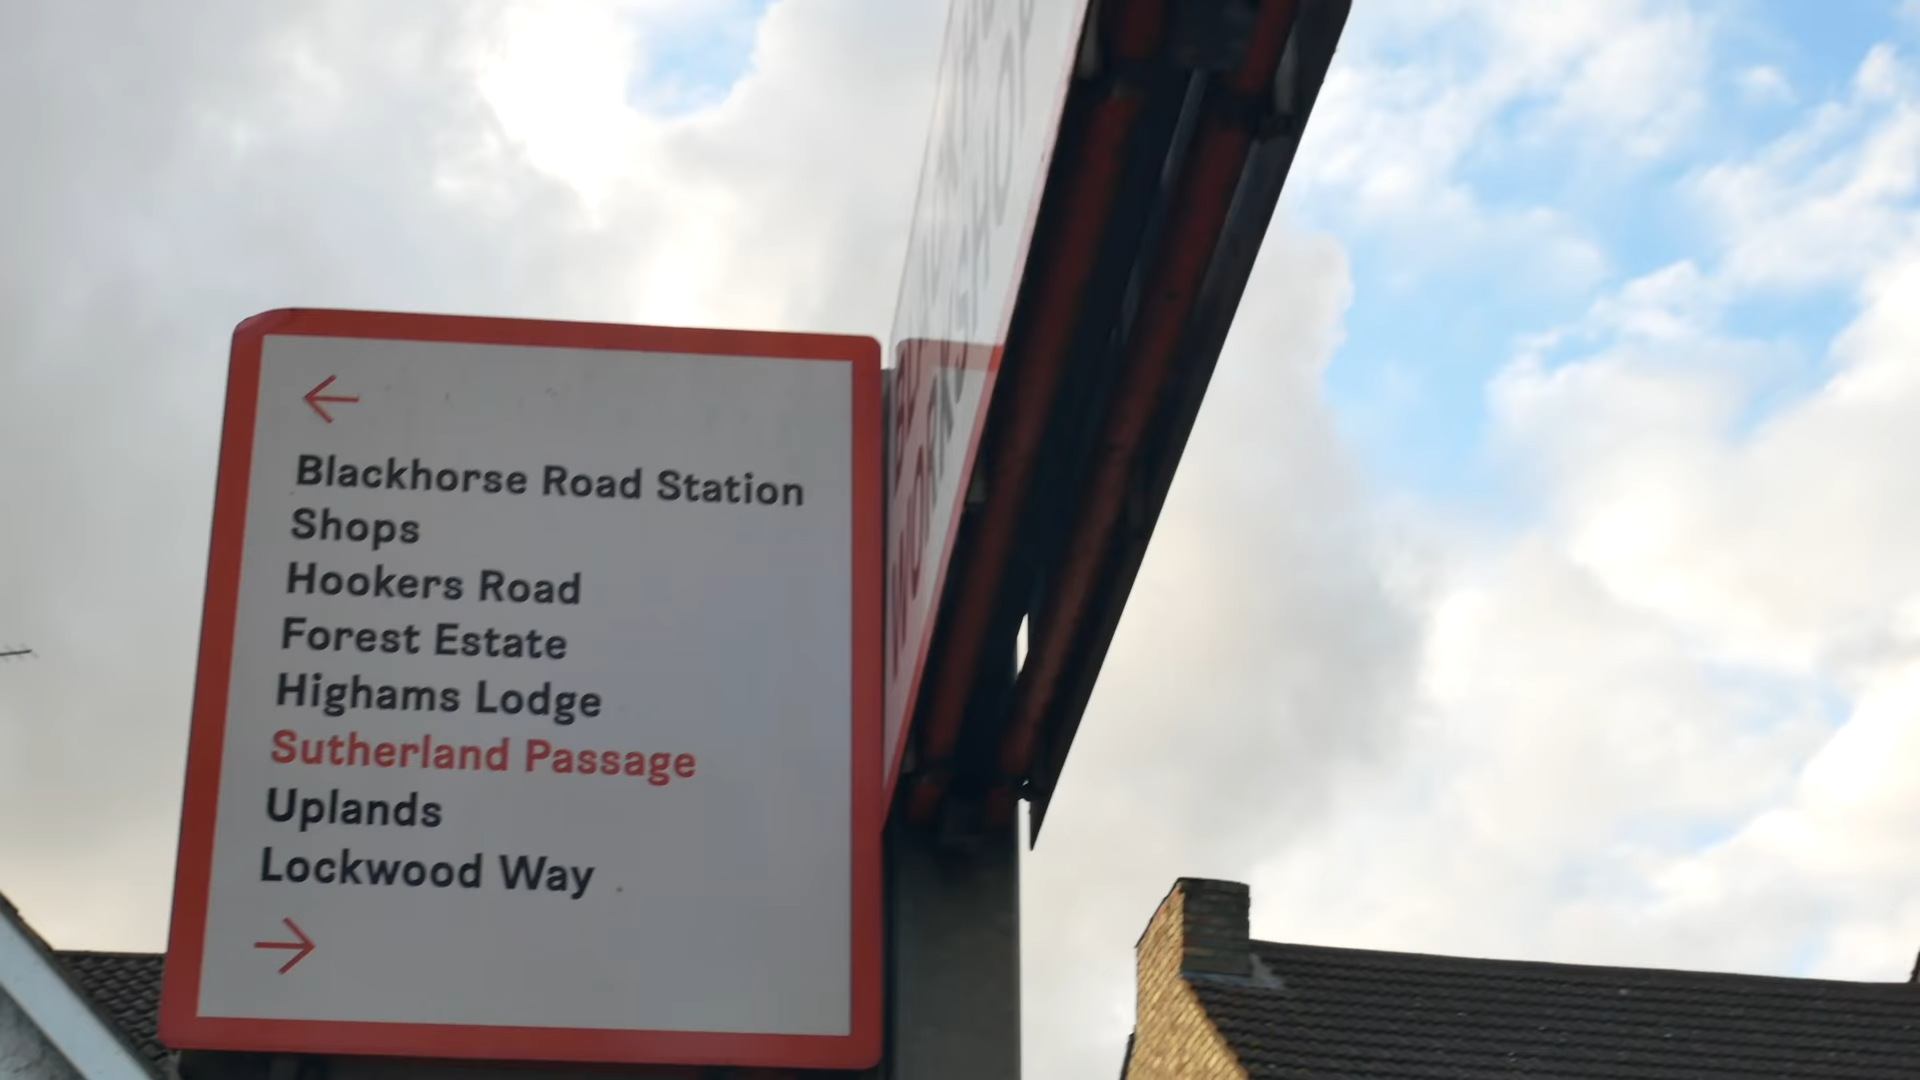 ←
Blackhorse Road Station
Shops
Hookers Road
Forest Estate
Highams Lodge
Sutherland Passage
Uplands
Lockwood Way
→